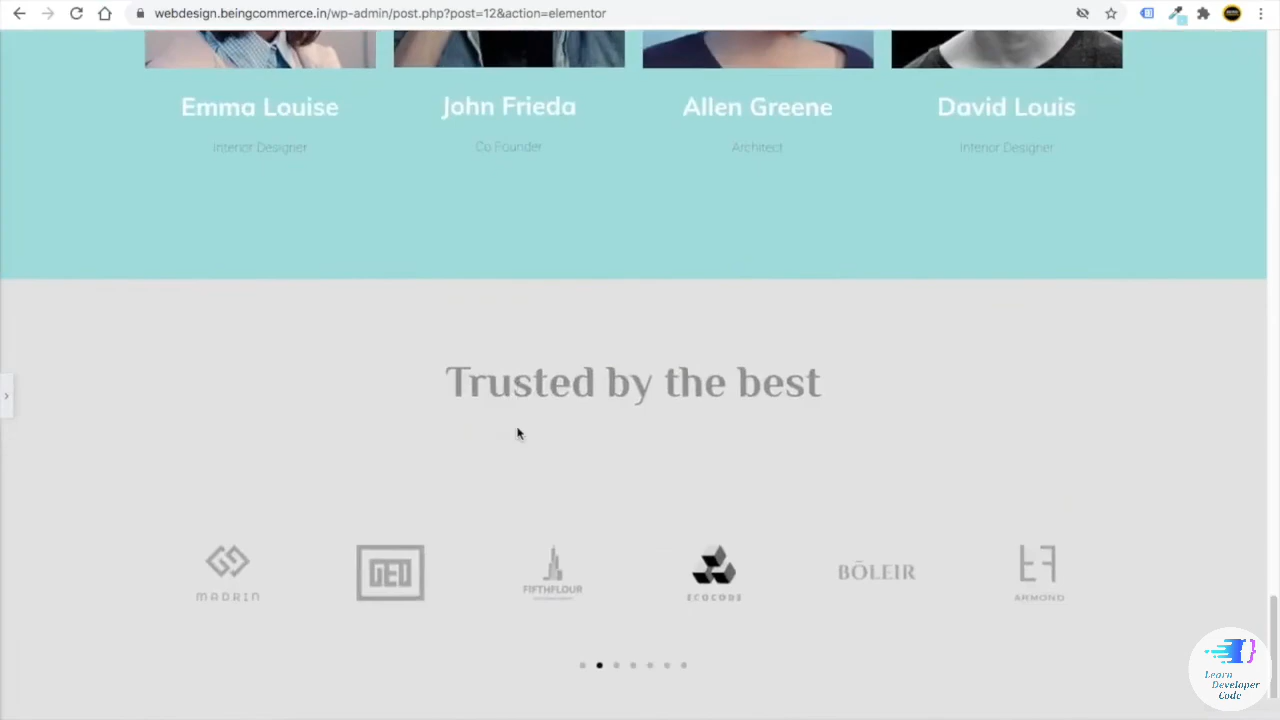 webdesign.beingcommerce.in/wp-admin/post.php?post=12&action=elementor
Emma Louise
John Frieda
Allen Greene
David Louis
Interior Designer
Co Founder
Architect
Interior Designer
Trusted by the best
MADRIN
GEO
FIFTHFLOUR
ECOCODE
BŌLEIR
ARMOND
Learn
Developer
Code